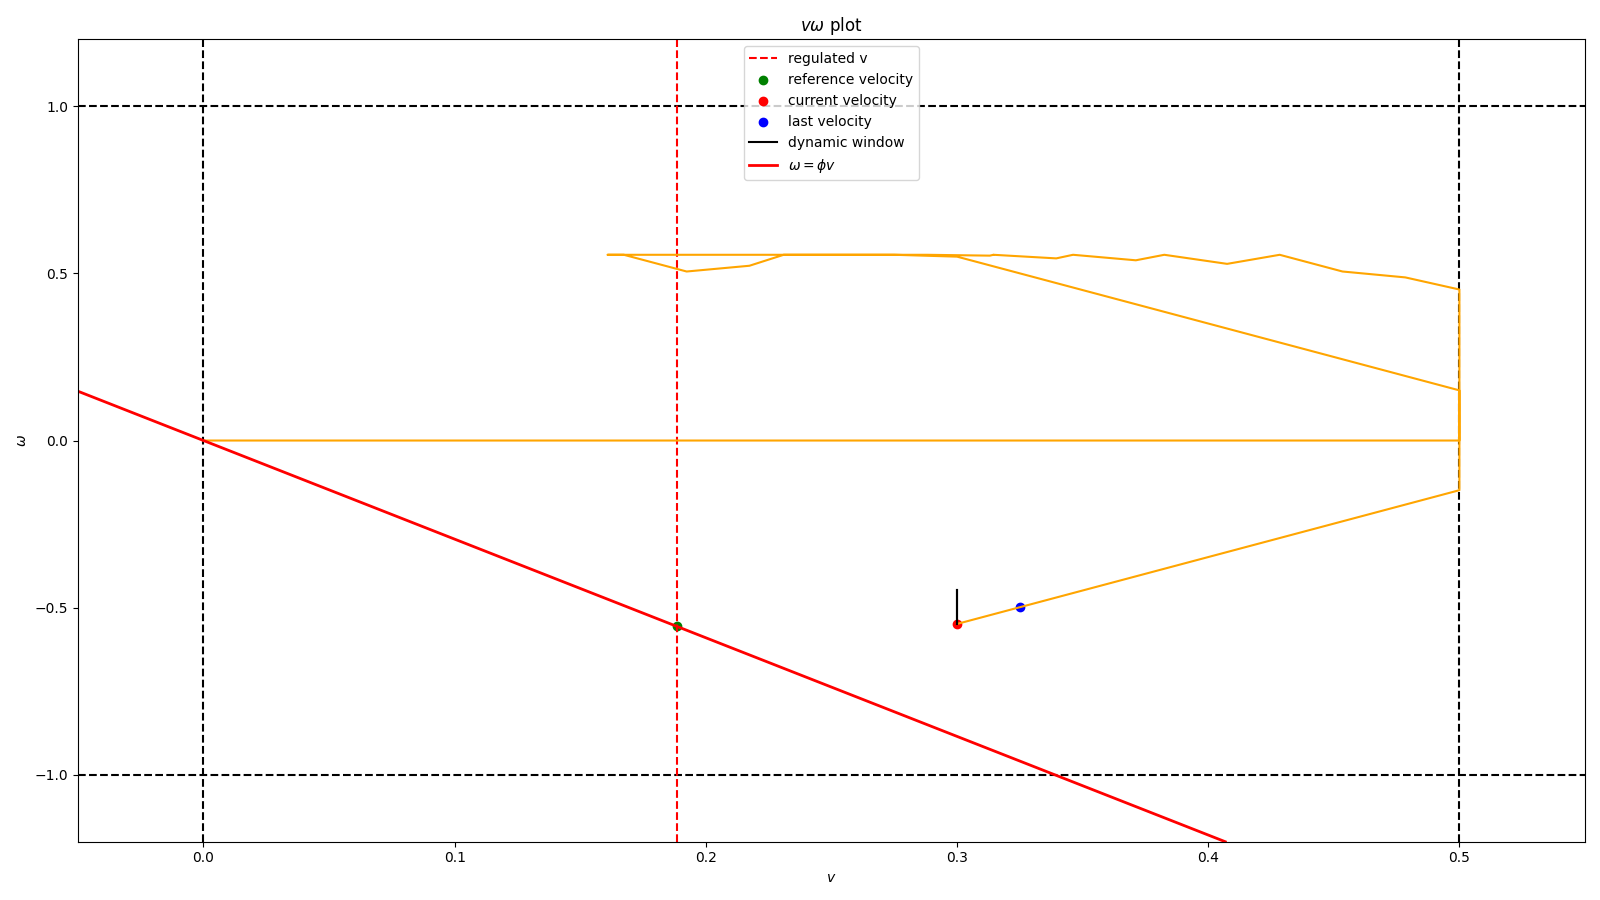 vω plot
regulated v
reference velocity
current velocity
last velocity
dynamic window
ω = ϕv
1.0
0.5
0.0
−0.5
−1.0
ω
0.0 0.1 0.2 0.3 0.4 0.5
v